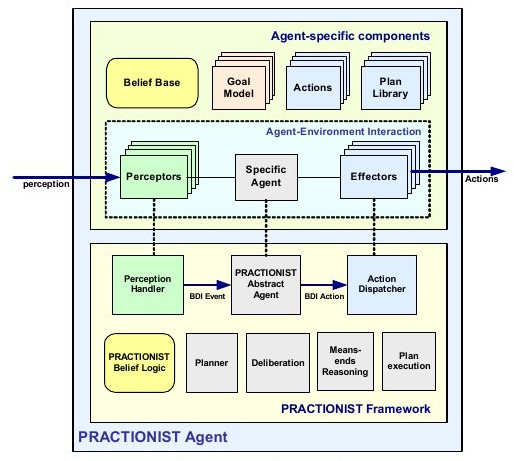 Agent-specific components
Belief Base
Goal
Model
Actions
Plan
Library
Agent-Environment Interaction
perception
Perceptors
Specific
Agent
Effectors
Actions
Perception
Handler
BDI Event
PRACTIONIST
Abstract
Agent
BDI Action
Action
Dispatcher
PRACTIONIST
Belief Logic
Planner
Deliberation
Means-
ends
Reasoning
Plan
execution
PRACTIONIST Framework
PRACTIONIST Agent